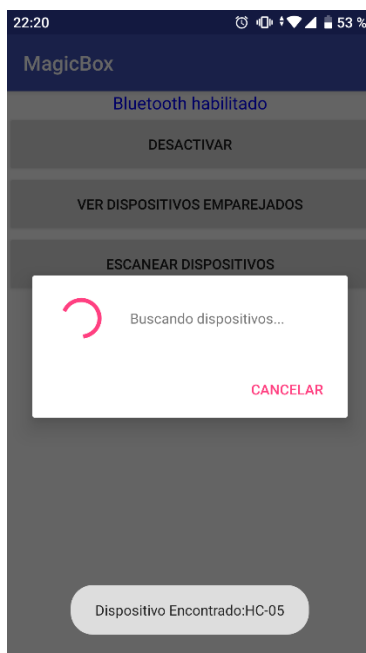 22:20 53 %
MagicBox
Bluetooth habilitado
DESACTIVAR
VER DISPOSITIVOS EMPAREJADOS
ESCANEAR DISPOSITIVOS
Buscando dispositivos...
CANCELAR
Dispositivo Encontrado:HC-05